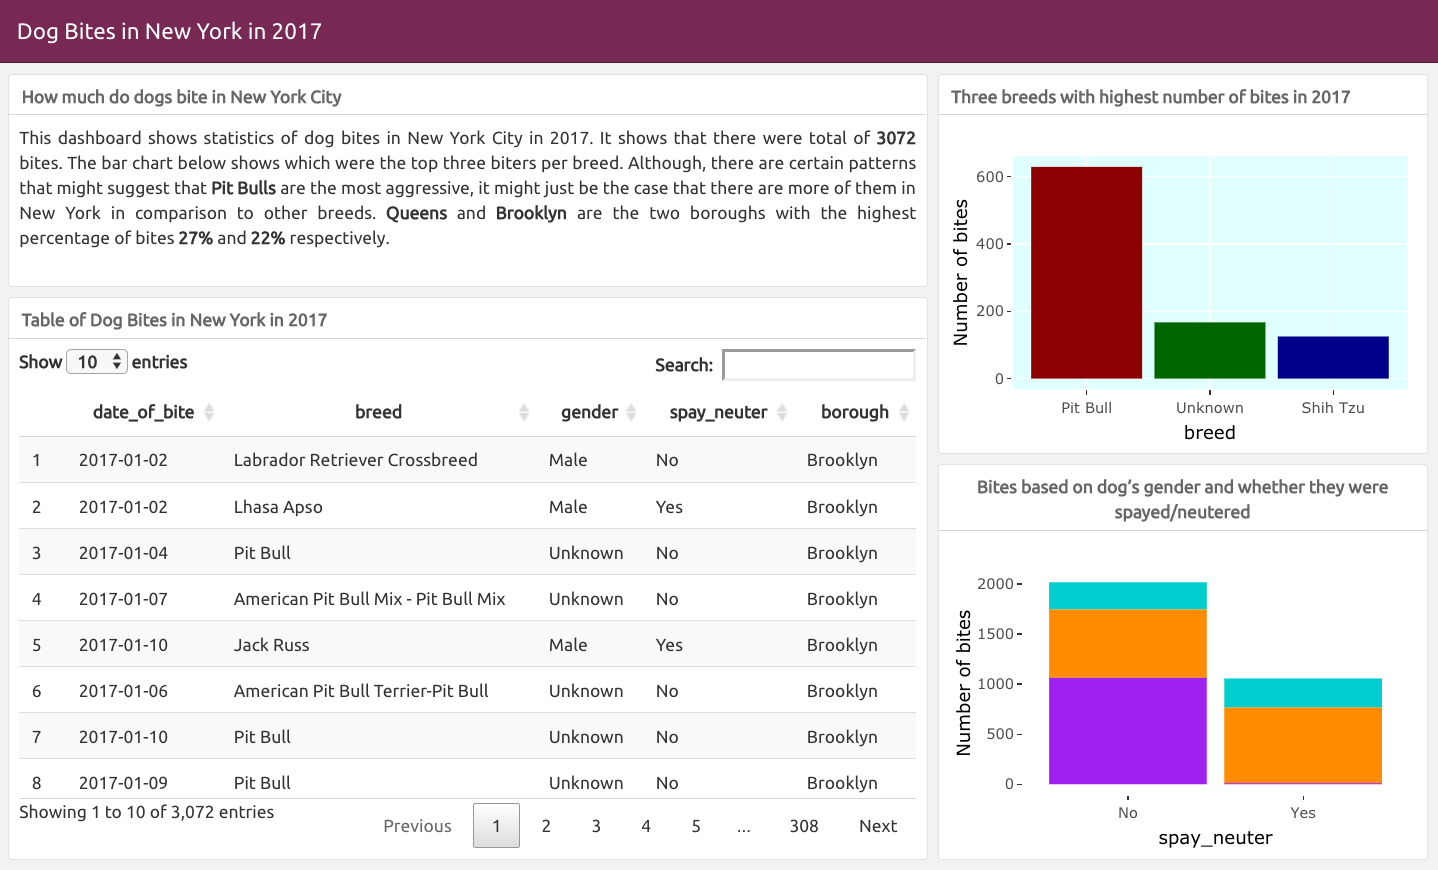 Dog Bites in New York in 2017
How much do dogs bite in New York City
This dashboard shows statistics of dog bites in New York City in 2017. It shows that there were total of 3072
bites. The bar chart below shows which were the top three biters per breed. Although, there are certain patterns
that might suggest that Pit Bulls are the most aggressive, it might just be the case that there are more of them in
New York in comparison to other breeds. Queens and Brooklyn are the two boroughs with the highest
percentage of bites 27% and 22% respectively.
Table of Dog Bites in New York in 2017
Show 10 entries
Search:
date_of_bite breed gender spay_neuter borough
1 2017-01-02 Labrador Retriever Crossbreed Male No Brooklyn
2 2017-01-02 Lhasa Apso Male Yes Brooklyn
3 2017-01-04 Pit Bull Unknown No Brooklyn
4 2017-01-07 American Pit Bull Mix - Pit Bull Mix Unknown No Brooklyn
5 2017-01-10 Jack Russ Male Yes Brooklyn
6 2017-01-06 American Pit Bull Terrier-Pit Bull Unknown No Brooklyn
7 2017-01-10 Pit Bull Unknown No Brooklyn
8 2017-01-09 Pit Bull Unknown No Brooklyn
Showing 1 to 10 of 3,072 entries
Previous 1 2 3 4 5 … 308 Next
Three breeds with highest number of bites in 2017
Number of bites
600
400
200
0
Pit Bull Unknown Shih Tzu
breed
Bites based on dog’s gender and whether they were
spayed/neutered
Number of bites
2000
1500
1000
500
0
No Yes
spay_neuter